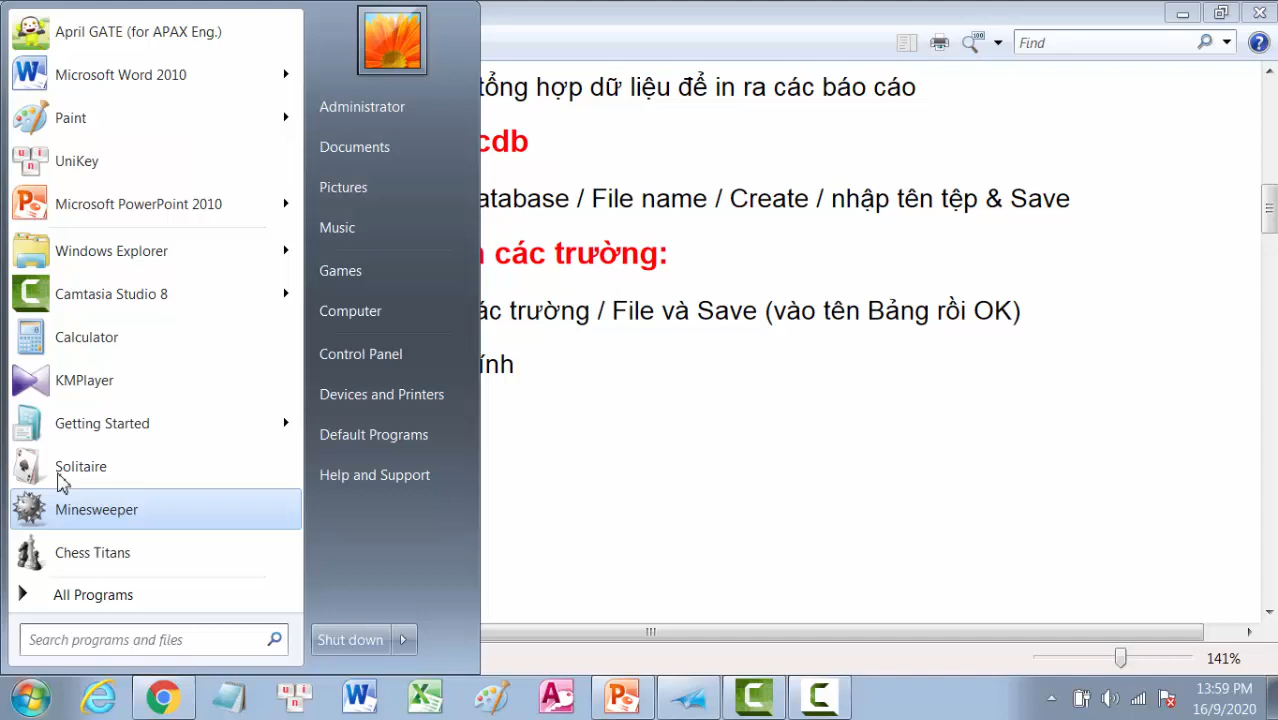 April GATE (for APAX Eng.)
Microsoft Word 2010
Paint
UniKey
Microsoft PowerPoint 2010
Windows Explorer
Camtasia Studio 8
Calculator
KMPlayer
Getting Started
Solitaire
Minesweeper
Chess Titans
All Programs
Search programs and files
Administrator
Documents
Pictures
Music
Games
Computer
Control Panel
Devices and Printers
Default Programs
Help and Support
Shut down
Find
tổng hợp dữ liệu để in ra các báo cáo
cdb
atabase / File name / Create / nhập tên tệp & Save
các trường:
ác trường / File và Save (vào tên Bảng rồi OK)
ính
141%
13:59 PM
16/9/2020